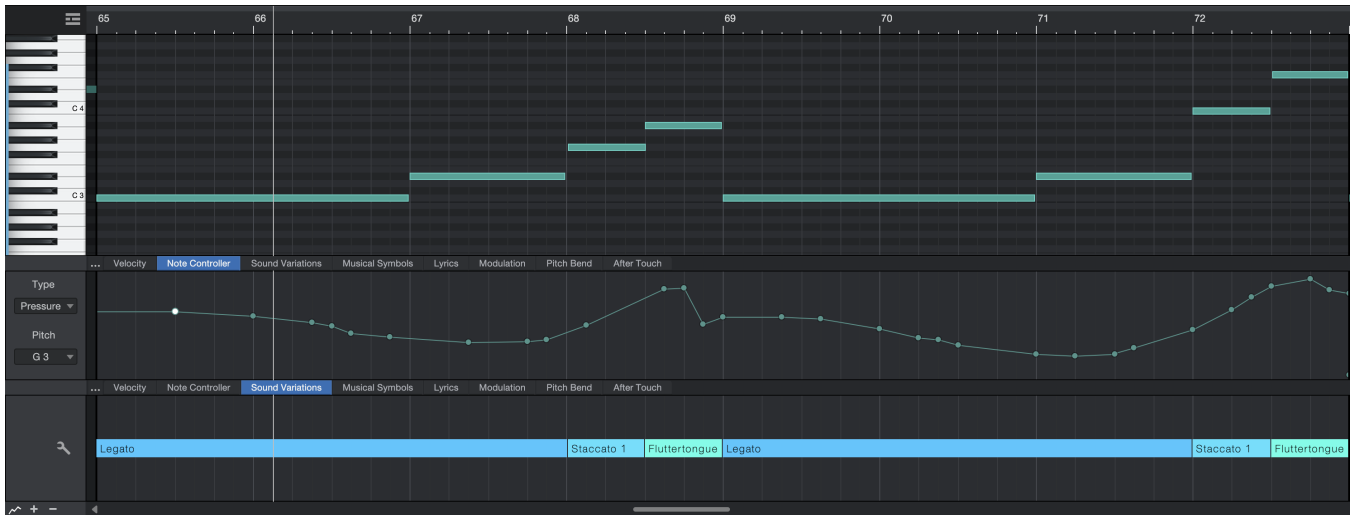 65 66 67 68 69 70 71 72
C 4
C 3
... Velocity Note Controller Sound Variations Musical Symbols Lyrics Modulation Pitch Bend After Touch
Type
Pressure
Pitch
G 3
... Velocity Note Controller Sound Variations Musical Symbols Lyrics Modulation Pitch Bend After Touch
Legato Staccato 1 Fluttertongue Legato Staccato 1 Fluttertongue